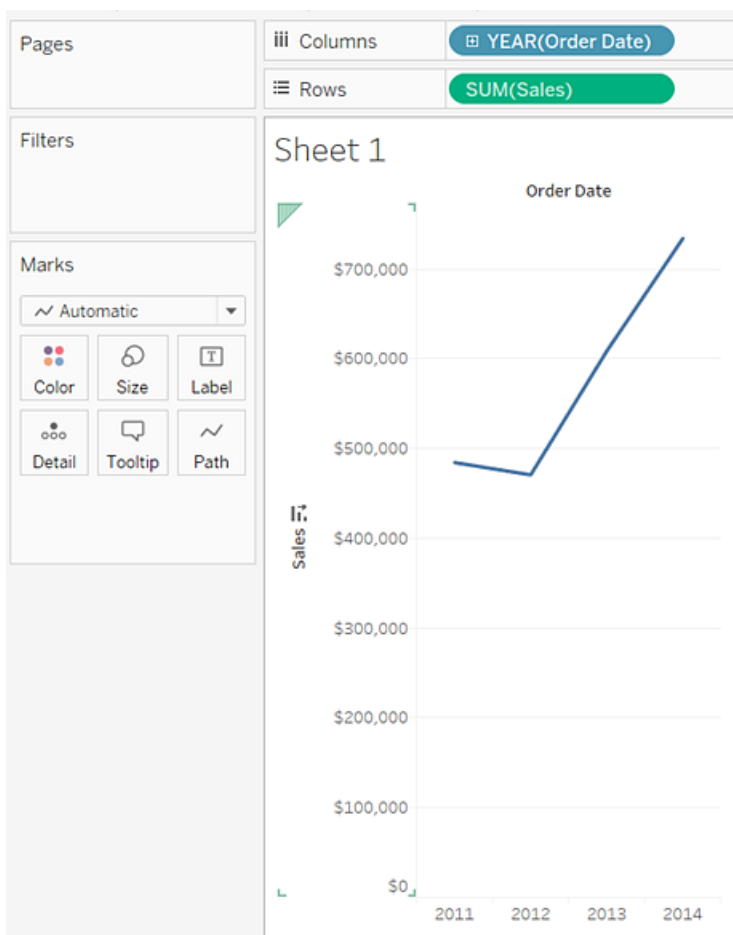 Pages
Columns
YEAR(Order Date)
Rows
SUM(Sales)
Filters
Marks
Automatic
Color
Size
T
Label
Detail
Tooltip
Path
Sheet 1
Order Date
Sales
$700,000
$600,000
$500,000
$400,000
$300,000
$200,000
$100,000
$0
2011 2012 2013 2014